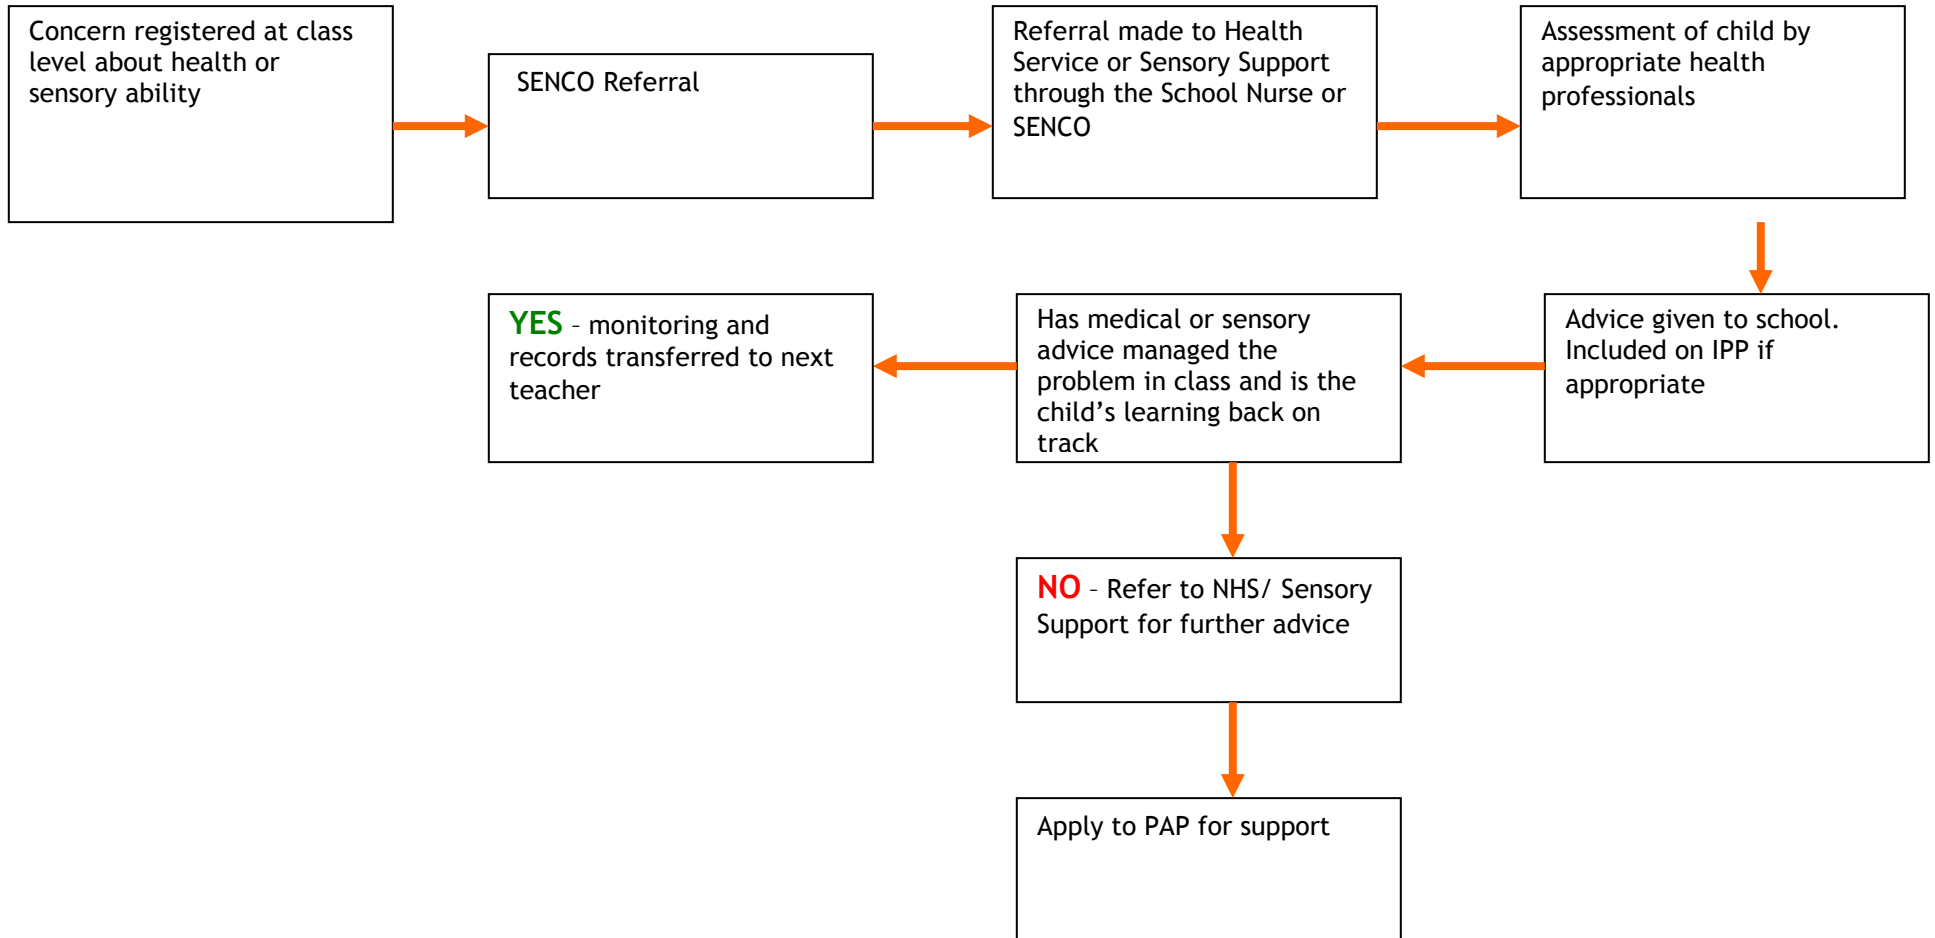 Concern registered at class
level about health or
sensory ability
SENCO Referral
Referral made to Health
Service or Sensory Support
through the School Nurse or
SENCO
Assessment of child by
appropriate health
professionals
YES – monitoring and
records transferred to next
teacher
Has medical or sensory
advice managed the
problem in class and is the
child’s learning back on
track
Advice given to school.
Included on IPP if
appropriate
NO – Refer to NHS/ Sensory
Support for further advice
Apply to PAP for support